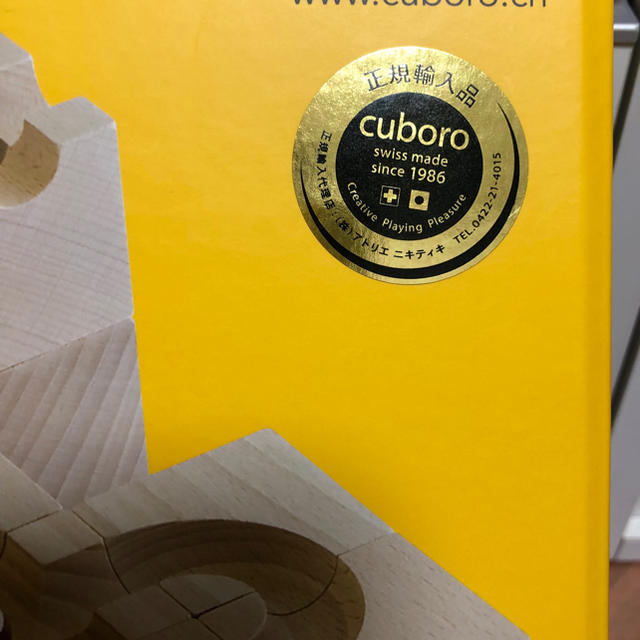 www.cuboro.ch
正規輸入品
cuboro
swiss made
since 1986
Creative Playing Pleasure
正規輸入代理店:(株)アトリエ ニキティキ TEL.0422-21-4015